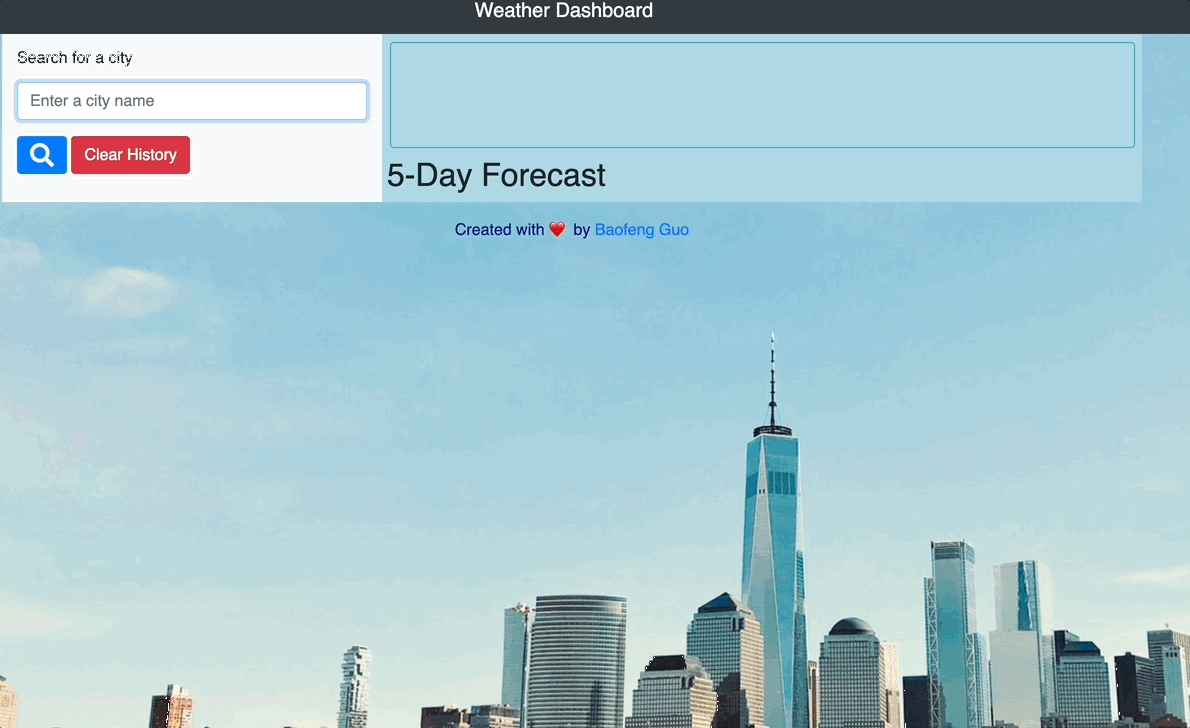 Weather Dashboard
Search for a city
Enter a city name
Clear History
5-Day Forecast
Created with ❤️ by Baofeng Guo